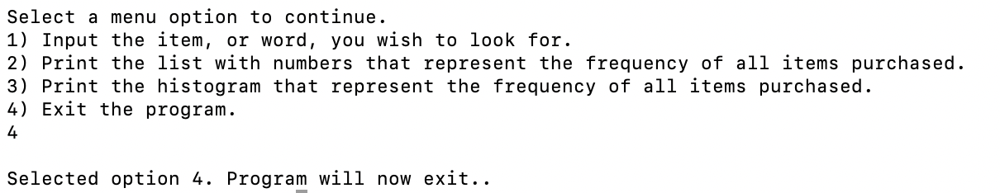 Select a menu option to continue.
1) Input the item, or word, you wish to look for.
2) Print the list with numbers that represent the frequency of all items purchased.
3) Print the histogram that represent the frequency of all items purchased.
4) Exit the program.
4
Selected option 4. Program will now exit..